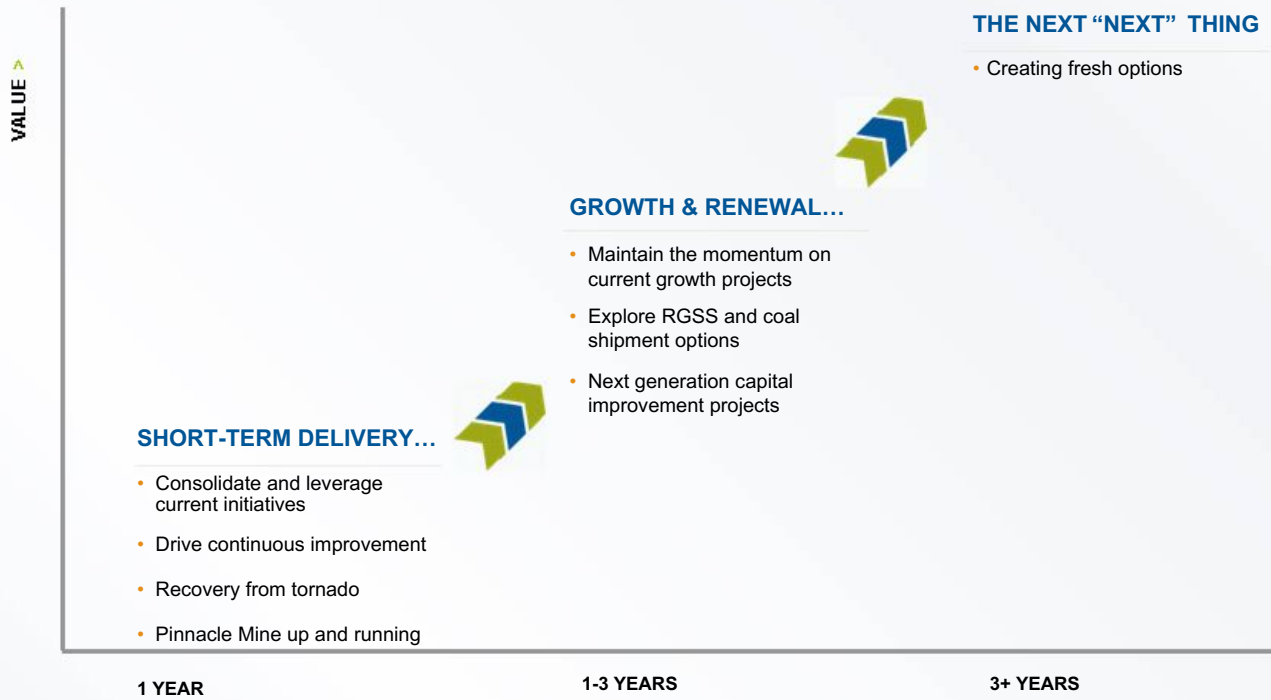 THE NEXT “NEXT” THING
• Creating fresh options
VALUE >
GROWTH & RENEWAL…
• Maintain the momentum on
current growth projects
• Explore RGSS and coal
shipment options
• Next generation capital
improvement projects
SHORT-TERM DELIVERY…
• Consolidate and leverage
current initiatives
• Drive continuous improvement
• Recovery from tornado
• Pinnacle Mine up and running
1 YEAR
1-3 YEARS
3+ YEARS